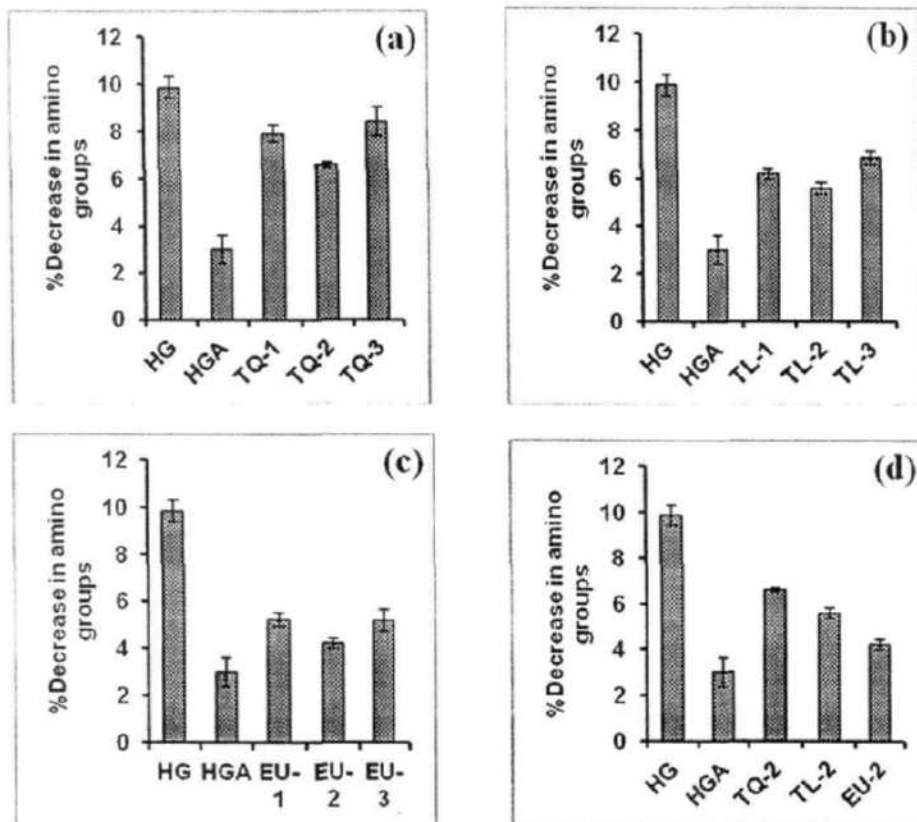 (a)
%Decrease in amino
groups
12
10
8
6
4
2
0
HG HGA TQ-1 TQ-2 TQ-3
(b)
%Decrease in amino
groups
12
10
8
6
4
2
0
HG HGA TL-1 TL-2 TL-3
(c)
%Decrease in amino
groups
12
10
8
6
4
2
0
HG HGA EU- EU- EU-
1 2 3
(d)
%Decrease in amino
groups
12
10
8
6
4
2
0
HG HGA TQ-2 TL-2 EU-2